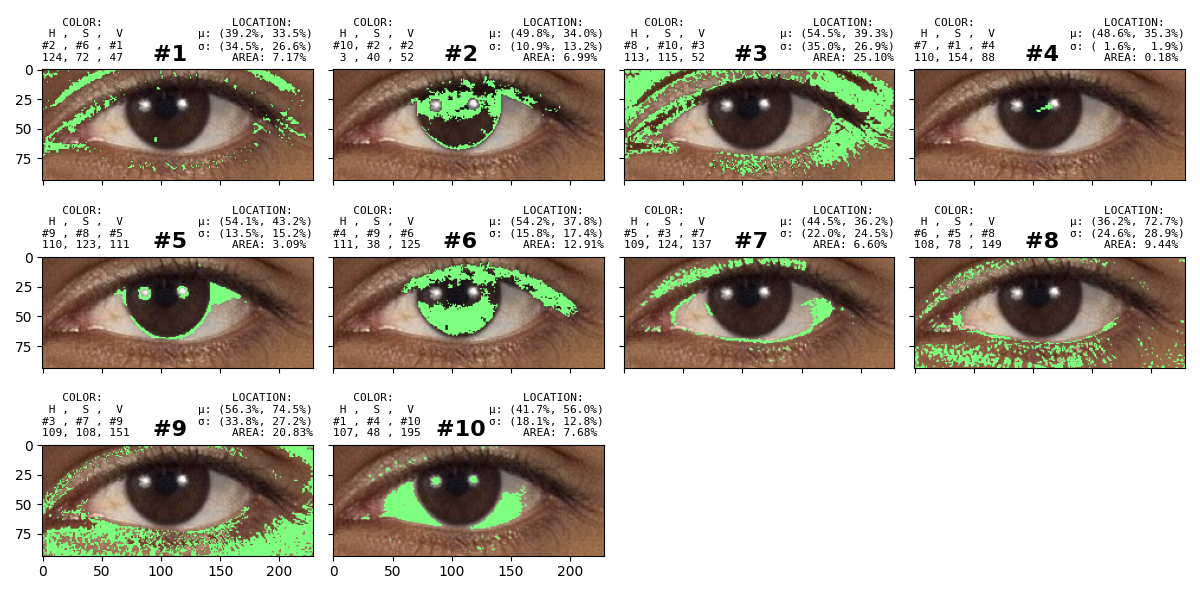 COLOR: LOCATION:
H , S , V μ: (39.2%, 33.5%)
#2 , #6 , #1 #1 σ: (34.5%, 26.6%)
124, 72 , 47 AREA: 7.17%
COLOR: LOCATION:
H , S , V μ: (49.8%, 34.0%)
#10, #2 , #2 #2 σ: (10.9%, 13.2%)
3 , 40 , 52 AREA: 6.99%
COLOR: LOCATION:
H , S , V μ: (54.5%, 39.3%)
#8 , #10, #3 #3 σ: (35.0%, 26.9%)
113, 115, 52 AREA: 25.10%
COLOR: LOCATION:
H , S , V μ: (48.6%, 35.3%)
#7 , #1 , #4 #4 σ: ( 1.6%, 1.9%)
110, 154, 88 AREA: 0.18%
0
25
50
75
COLOR: LOCATION:
H , S , V μ: (54.1%, 43.2%)
#9 , #8 , #5 #5 σ: (13.5%, 15.2%)
110, 123, 111 AREA: 3.09%
COLOR: LOCATION:
H , S , V μ: (54.2%, 37.8%)
#4 , #9 , #6 #6 σ: (15.8%, 17.4%)
111, 38 , 125 AREA: 12.91%
COLOR: LOCATION:
H , S , V μ: (44.5%, 36.2%)
#5 , #3 , #7 #7 σ: (22.0%, 24.5%)
109, 124, 137 AREA: 6.60%
COLOR: LOCATION:
H , S , V μ: (36.2%, 72.7%)
#6 , #5 , #8 #8 σ: (24.6%, 28.9%)
108, 78 , 149 AREA: 9.44%
0
25
50
75
COLOR: LOCATION:
H , S , V μ: (56.3%, 74.5%)
#3 , #7 , #9 #9 σ: (33.8%, 27.2%)
109, 108, 151 AREA: 20.83%
COLOR: LOCATION:
H , S , V μ: (41.7%, 56.0%)
#1 , #4 , #10 #10 σ: (18.1%, 12.8%)
107, 48 , 195 AREA: 7.68%
0
25
50
75
0 50 100 150 200
0 50 100 150 200